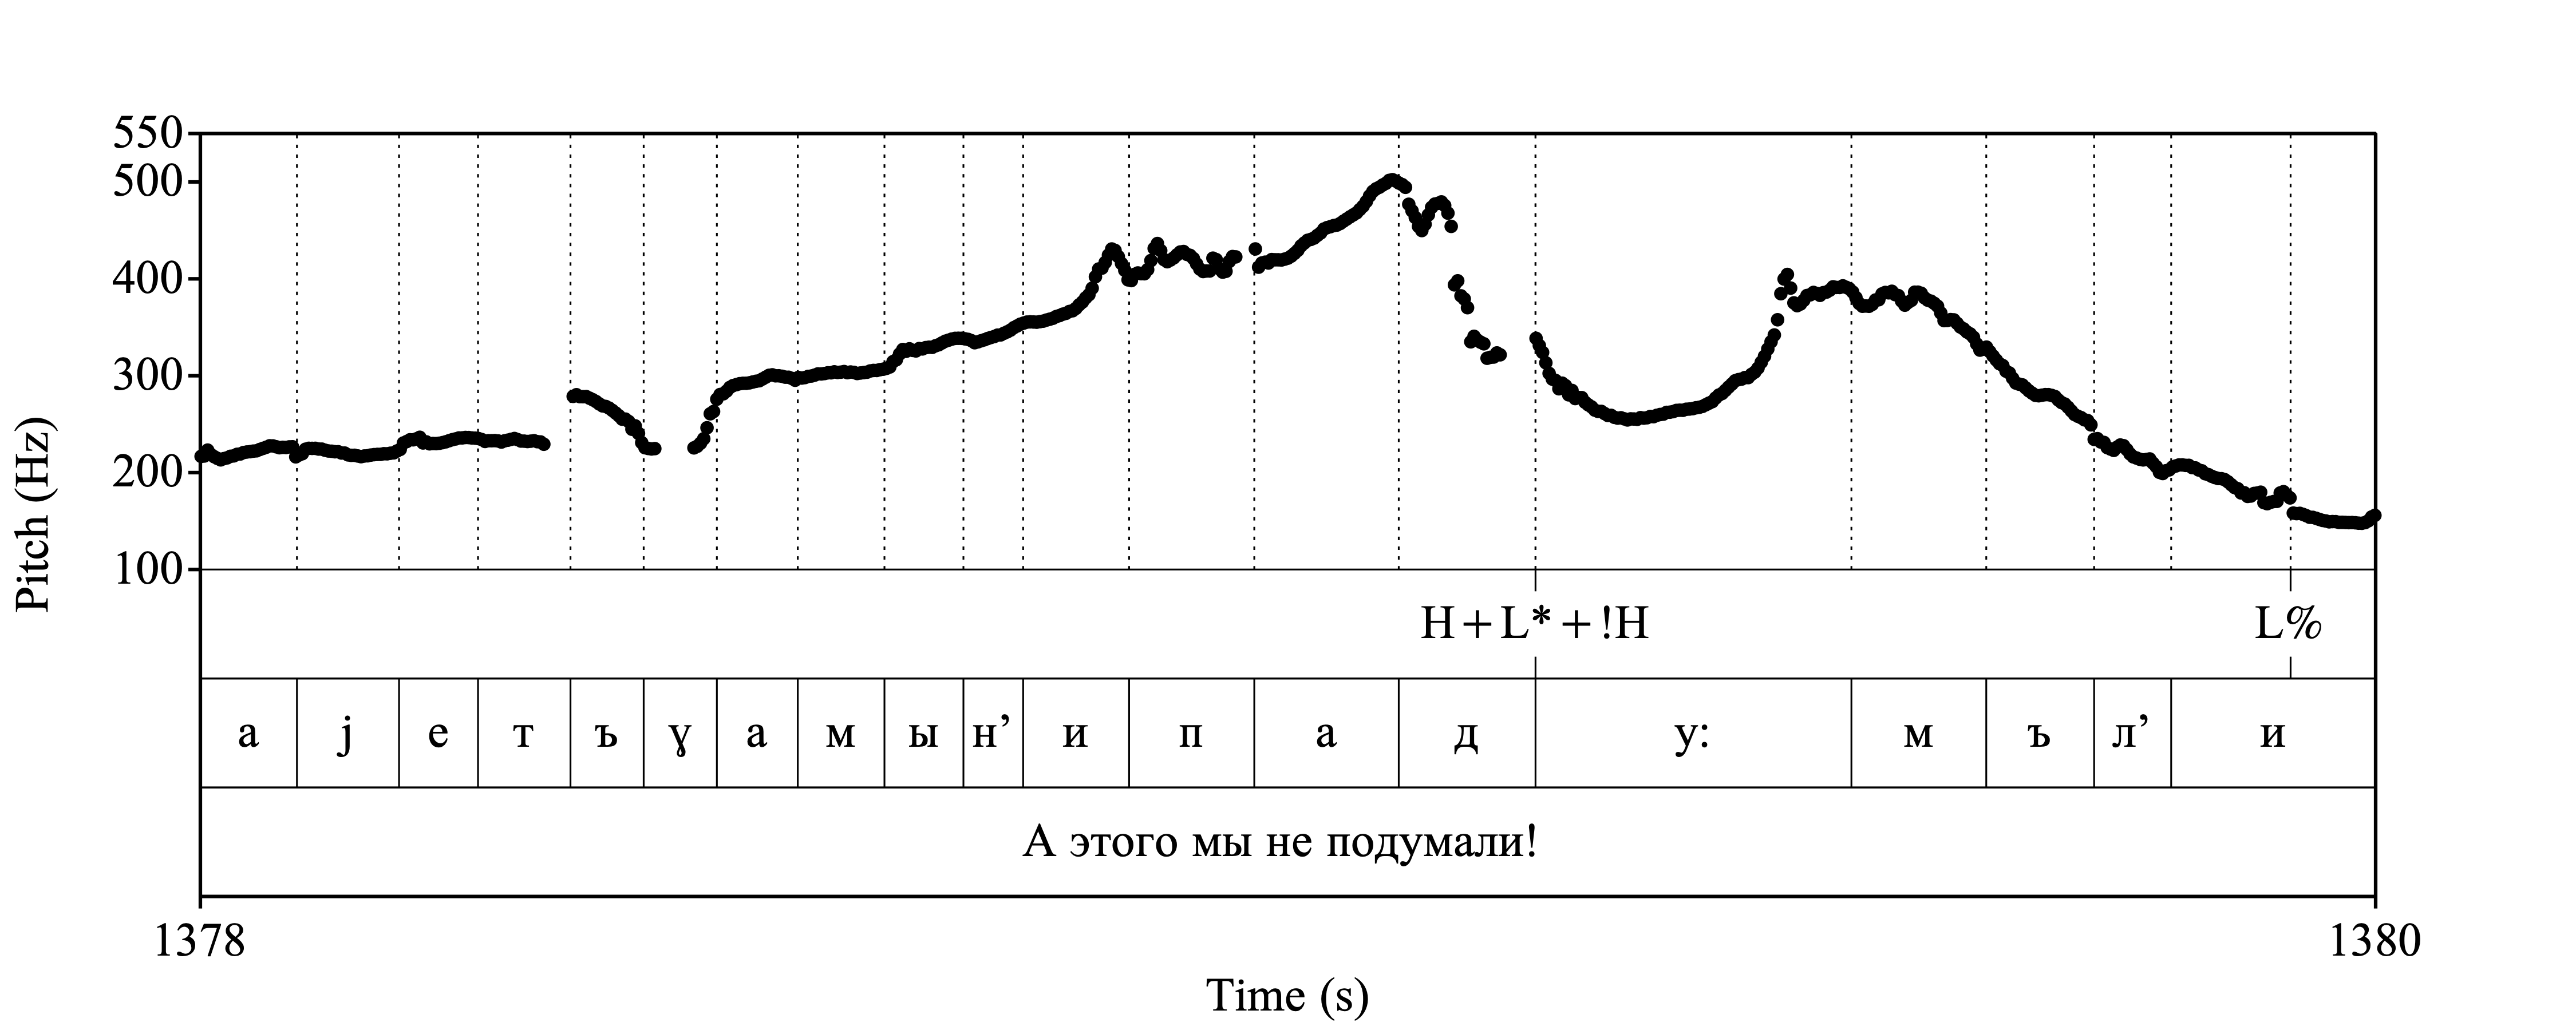 550
500
400
300
200
100
Pitch (Hz)
H+L*+!H L%
а j е т ъ ɣ а м ы н’ и п а д у: м ъ л’ и
А этого мы не подумали!
1378 1380
Time (s)